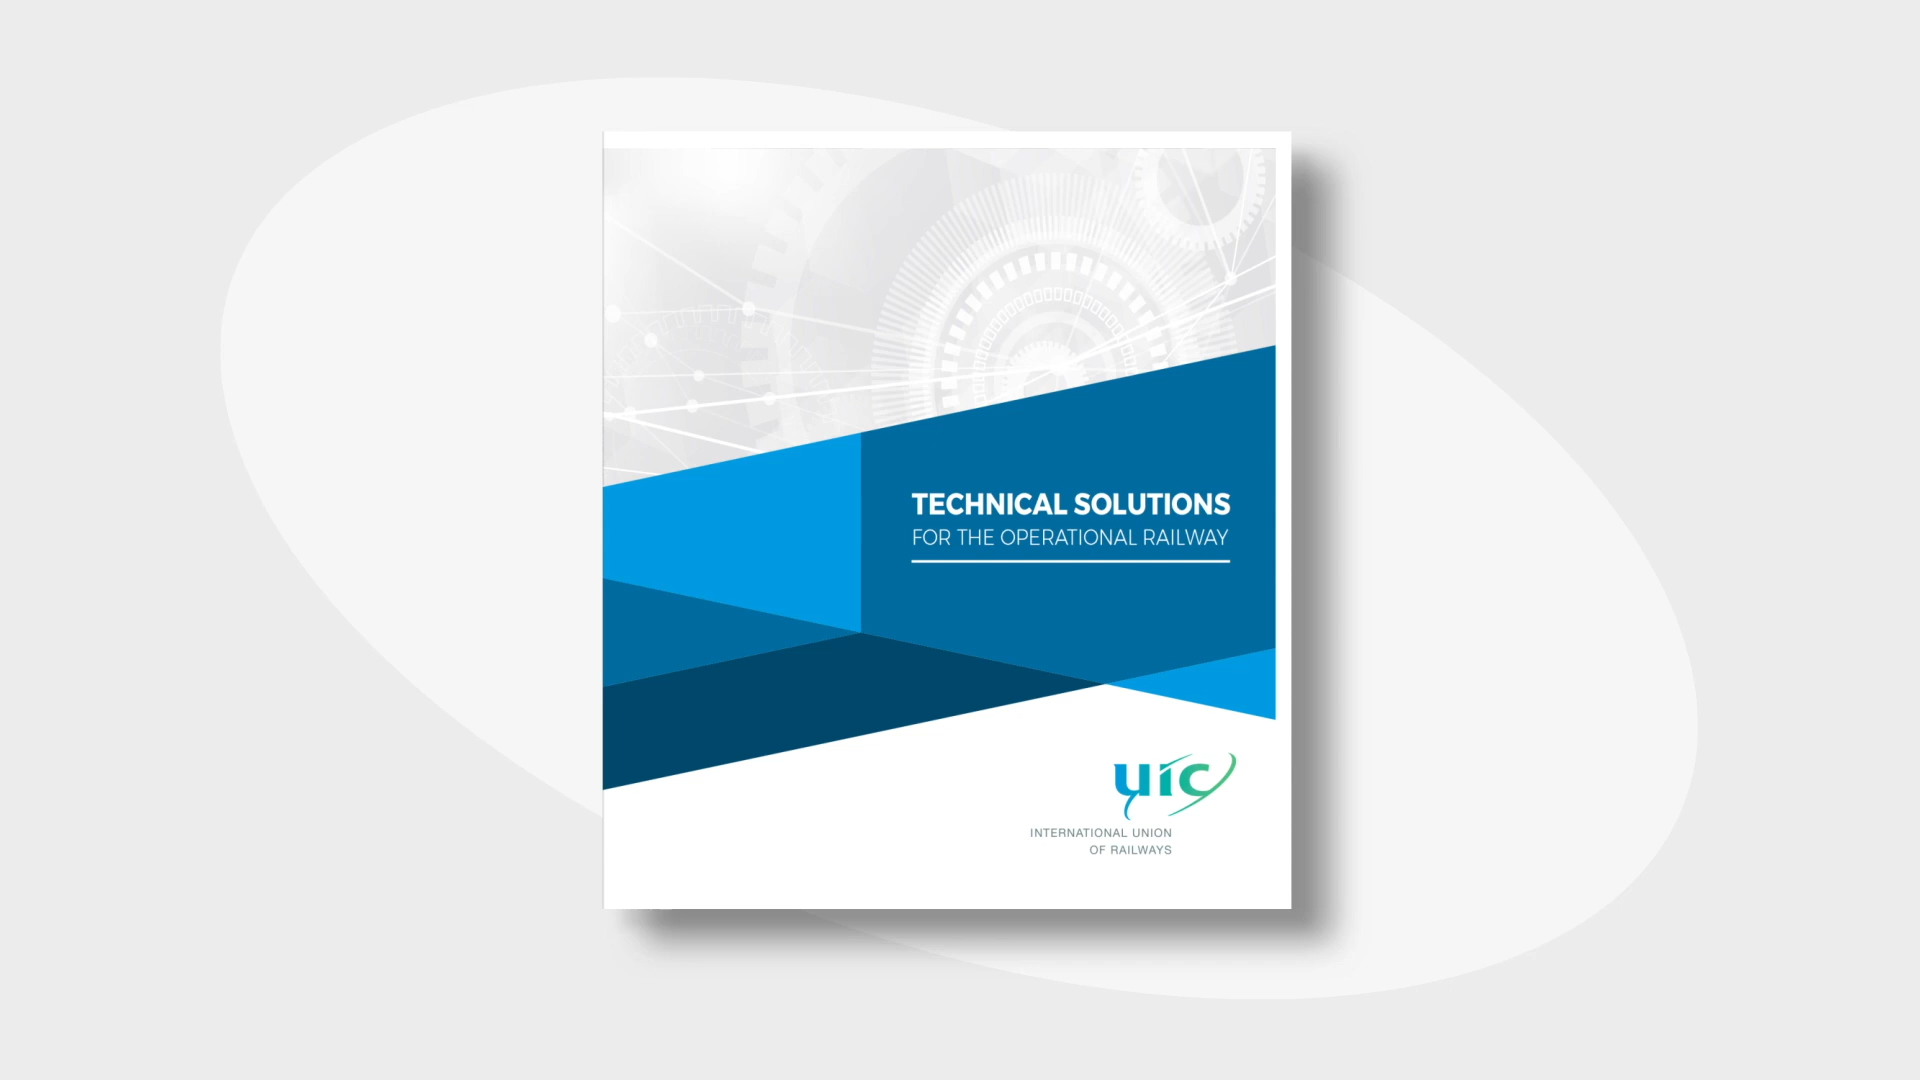 TECHNICAL SOLUTIONS
FOR THE OPERATIONAL RAILWAY
uic
INTERNATIONAL UNION
OF RAILWAYS